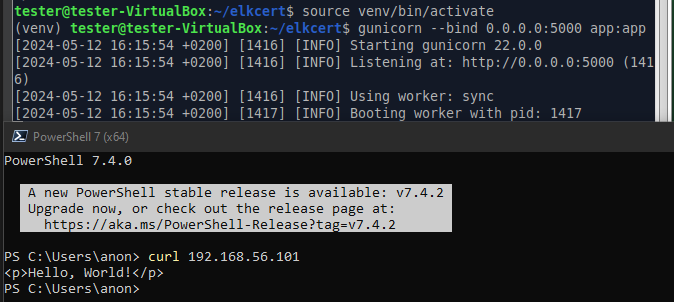 tester@tester-VirtualBox:~/elkcert$ source venv/bin/activate
(venv) tester@tester-VirtualBox:~/elkcert$ gunicorn --bind 0.0.0.0:5000 app:app
[2024-05-12 16:15:54 +0200] [1416] [INFO] Starting gunicorn 22.0.0
[2024-05-12 16:15:54 +0200] [1416] [INFO] Listening at: http://0.0.0.0:5000 (141
6)
[2024-05-12 16:15:54 +0200] [1416] [INFO] Using worker: sync
[2024-05-12 16:15:54 +0200] [1417] [INFO] Booting worker with pid: 1417
PowerShell 7 (x64)
PowerShell 7.4.0
A new PowerShell stable release is available: v7.4.2
Upgrade now, or check out the release page at:
https://aka.ms/PowerShell-Release?tag=v7.4.2
PS C:\Users\anon> curl 192.168.56.101
<p>Hello, World!</p>
PS C:\Users\anon>